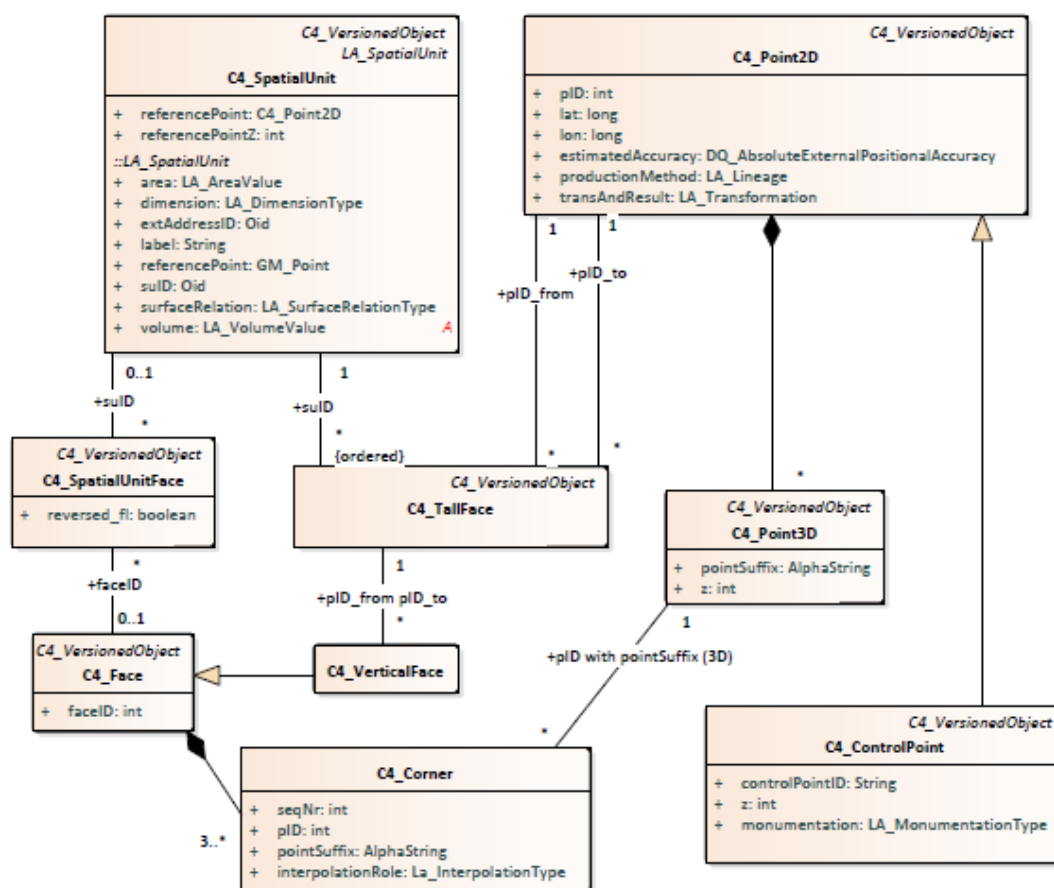 C4_VersionedObject
LA_SpatialUnit
C4_SpatialUnit
+ referencePoint: C4_Point2D
+ referencePointZ: int
::LA_SpatialUnit
+ area: LA_AreaValue
+ dimension: LA_DimensionType
+ extAddressID: Oid
+ label: String
+ referencePoint: GM_Point
+ suID: Oid
+ surfaceRelation: LA_SurfaceRelationType
+ volume: LA_VolumeValue
A
C4_VersionedObject
C4_Point2D
+ pID: int
+ lat: long
+ lon: long
+ estimatedAccuracy: DQ_AbsoluteExternalPositionalAccuracy
+ productionMethod: LA_Lineage
+ transAndResult: LA_Transformation
1
1
+pID_to
+pID_from
0..1
1
+suID
+suID
*
*
{ordered}
*
*
*
C4_VersionedObject
C4_SpatialUnitFace
+ reversed_fl: boolean
C4_VersionedObject
C4_TallFace
C4_VersionedObject
C4_Point3D
+ pointSuffix: AlphaString
+ z: int
*
+faceID
0..1
1
+pID_from pID_to
*
1
+pID with pointSuffix (3D)
*
C4_VersionedObject
C4_Face
+ faceID: int
C4_VerticalFace
3..*
C4_Corner
+ seqNr: int
+ pID: int
+ pointSuffix: AlphaString
+ interpolationRole: La_InterpolationType
C4_VersionedObject
C4_ControlPoint
+ controlPointID: String
+ z: int
+ monumentation: LA_MonumentationType